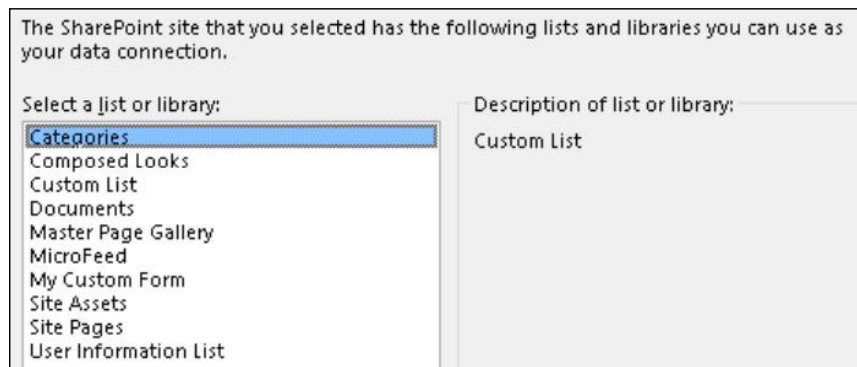 The SharePoint site that you selected has the following lists and libraries you can use as
your data connection.
Select a list or library:
Categories
Composed Looks
Custom List
Documents
Master Page Gallery
MicroFeed
My Custom Form
Site Assets
Site Pages
User Information List
Description of list or library:
Custom List